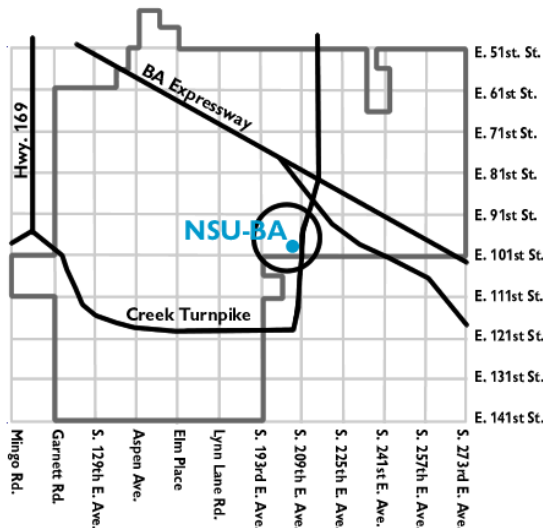 E. 51st. St.
BA Expressway
E. 61st St.
Hwy. 169
E. 71st St.
E. 81st St.
E. 91st St.
NSU-BA
E. 101st St.
E. 111st St.
Creek Turnpike
E. 121st St.
E. 131st St.
E. 141st St.
Mingo Rd.
Garnett Rd.
S. 129th E. Ave.
Aspen Ave.
Elm Place
Lynn Lane Rd.
S. 193rd E. Ave.
S. 209th E. Ave.
S. 225th E. Ave.
S. 241st E. Ave.
S. 257th E. Ave.
S. 273rd E. Ave.